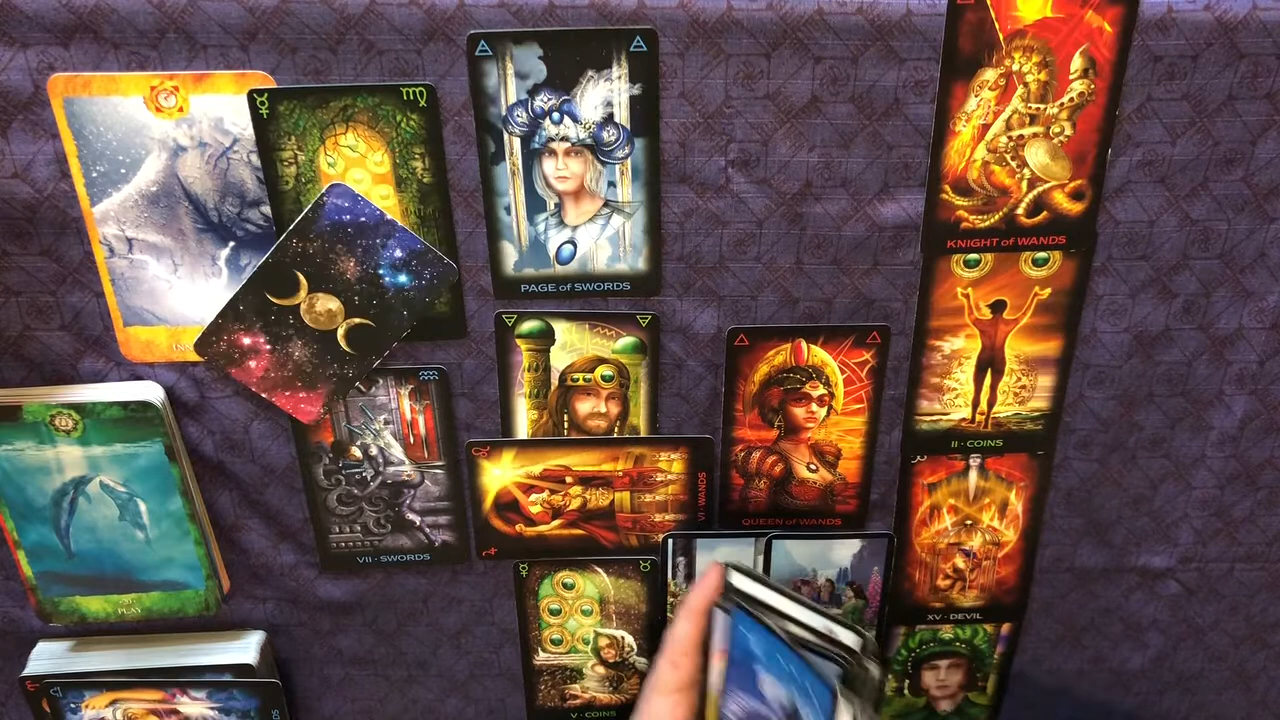 KNIGHT of WANDS
PAGE of SWORDS
II · COINS
VI · WANDS
QUEEN of WANDS
VII · SWORDS
XV · DEVIL
PLAY
V · COINS